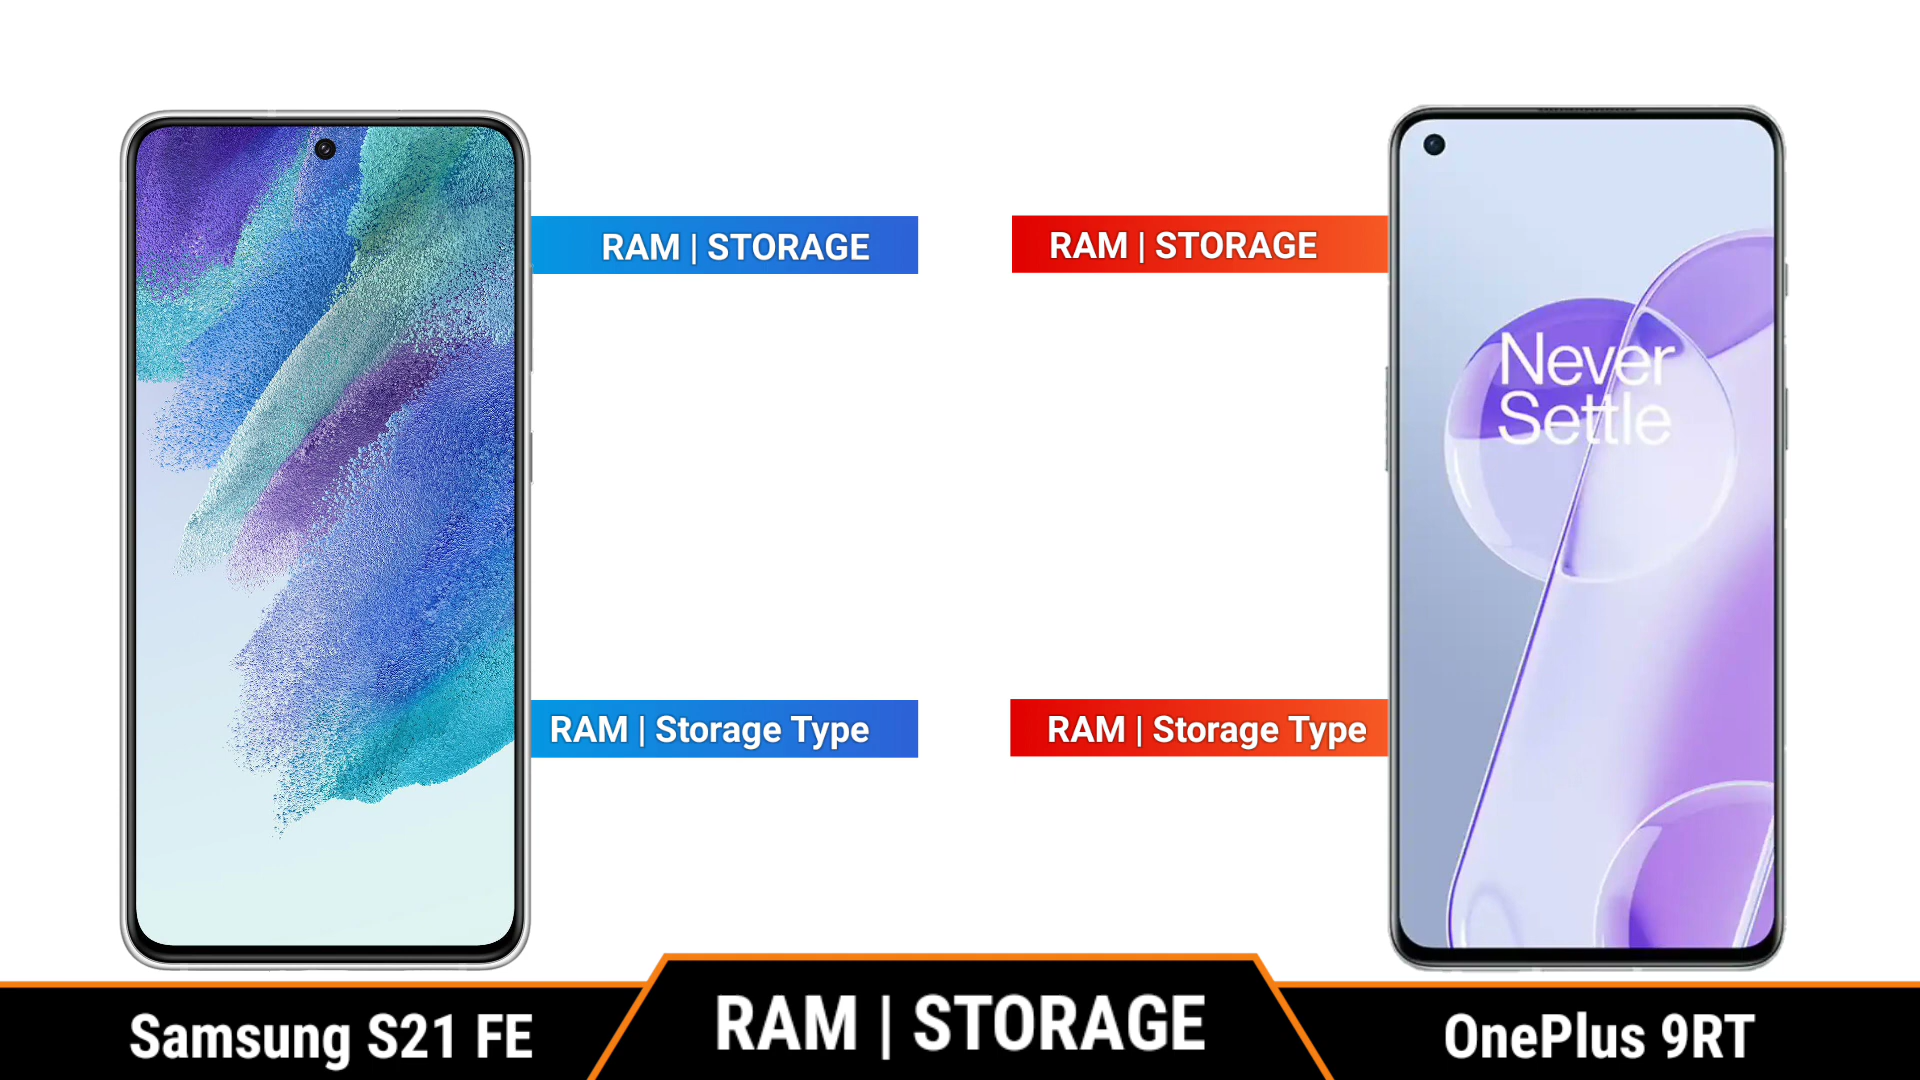 RAM | STORAGE
RAM | STORAGE
Never
Settle
RAM | Storage Type
RAM | Storage Type
Samsung S21 FE
RAM | STORAGE
OnePlus 9RT